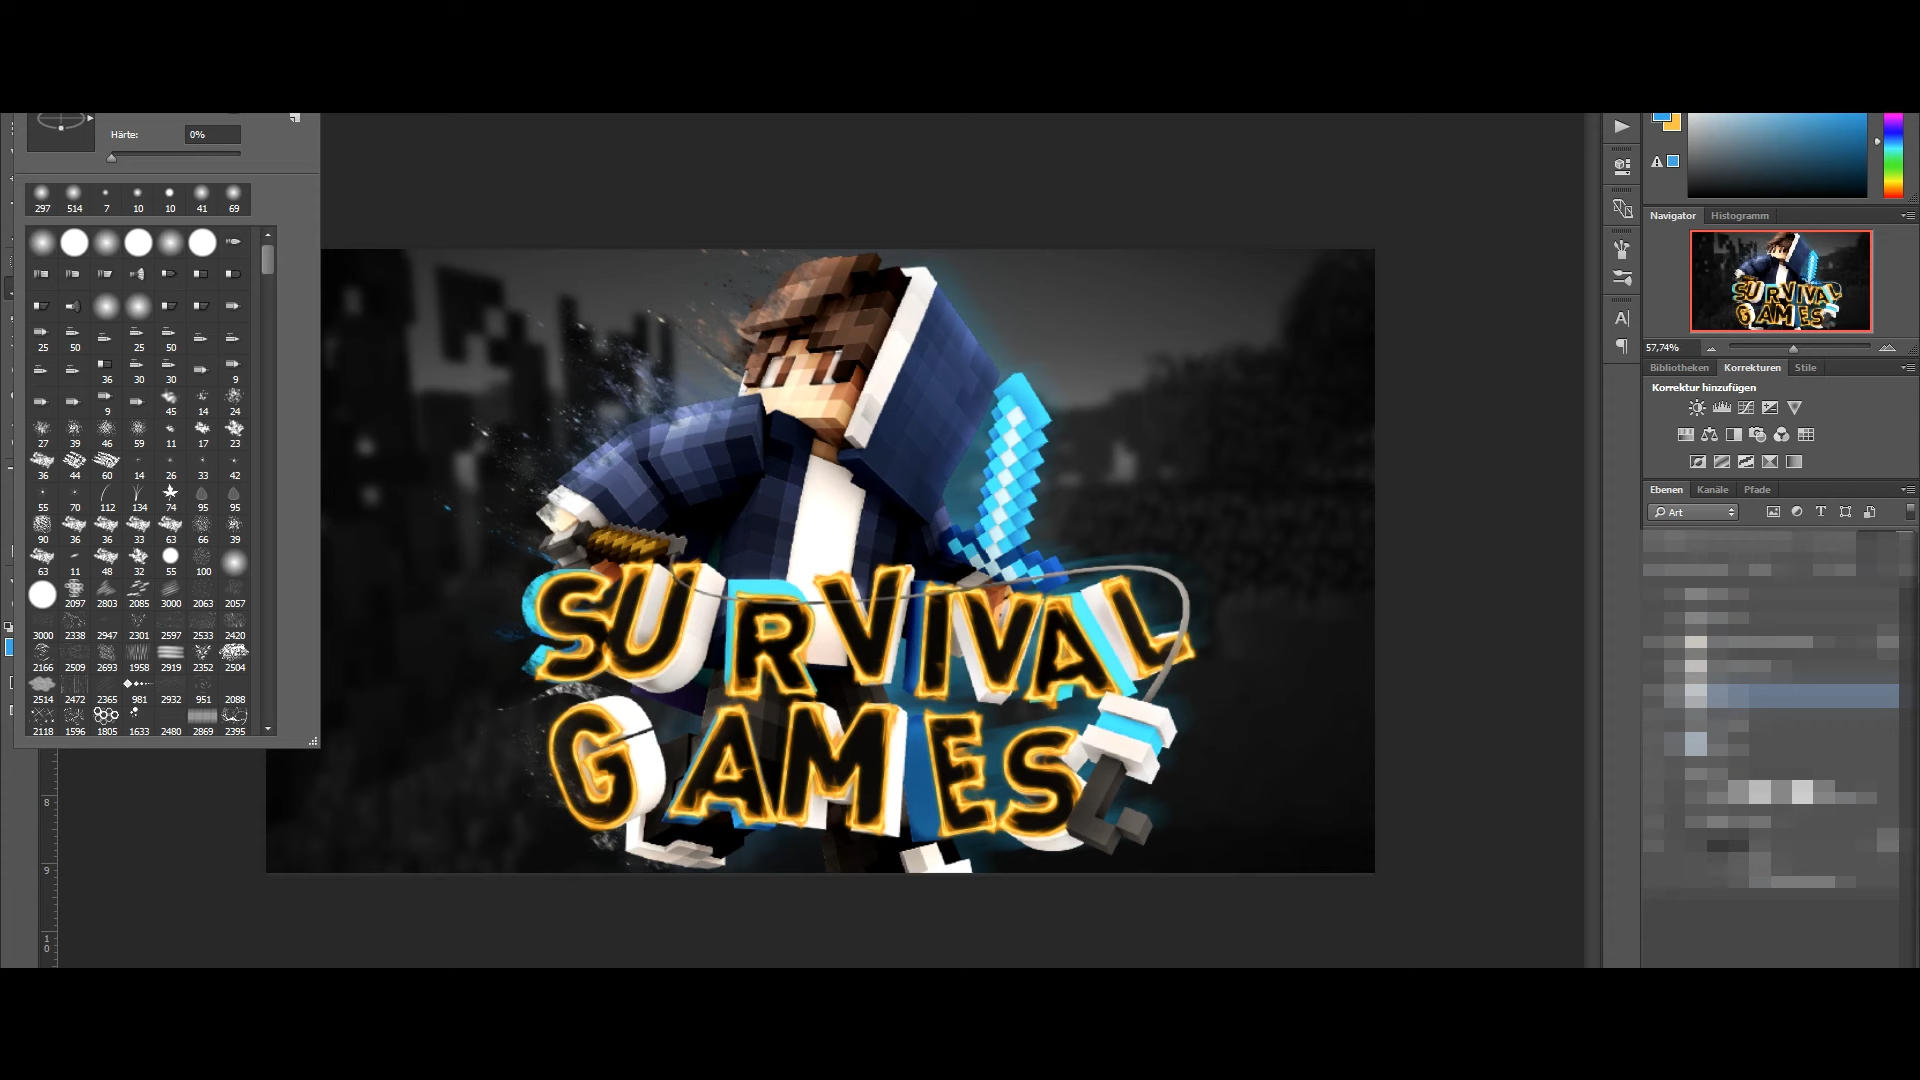 Härte: 0%
297 514 7 10 10 41 69
25 50 25 50
36 30 30 9
9 45 14 24
27 39 46 59 11 17 23
36 44 60 14 26 33 42
55 70 112 134 74 95 95
90 36 36 33 63 66 39
63 11 48 32 55 100
2097 2803 2085 3000 2063 2057
3000 2338 2947 2301 2597 2533 2420
2166 2509 2693 1958 2919 2352 2504
2514 2472 2365 981 2932 951 2088
2118 1596 1805 1633 2480 2869 2395
8
9
10
SURVIVAL
GAMES
Navigator Histogramm
SURVIVAL
GAMES
57,74%
Bibliotheken Korrekturen Stile
Korrektur hinzufügen
Ebenen Kanäle Pfade
Art